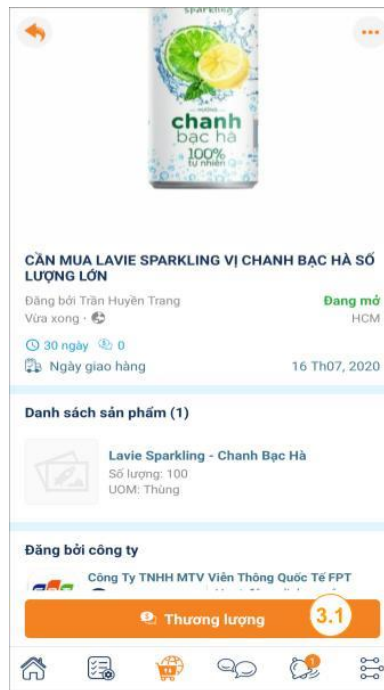 sparkling
chanh
bạc hà
100%
tự nhiên
CẦN MUA LAVIE SPARKLING VỊ CHANH BẠC HÀ SỐ
LƯỢNG LỚN
Đăng bởi Trần Huyền Trang
Đang mở
Vừa xong ·
HCM
30 ngày 0
Ngày giao hàng
16 Th07, 2020
Danh sách sản phẩm (1)
Lavie Sparkling - Chanh Bạc Hà
Số lượng: 100
UOM: Thùng
Đăng bởi công ty
Công Ty TNHH MTV Viễn Thông Quốc Tế FPT
Thương lượng
3.1
1